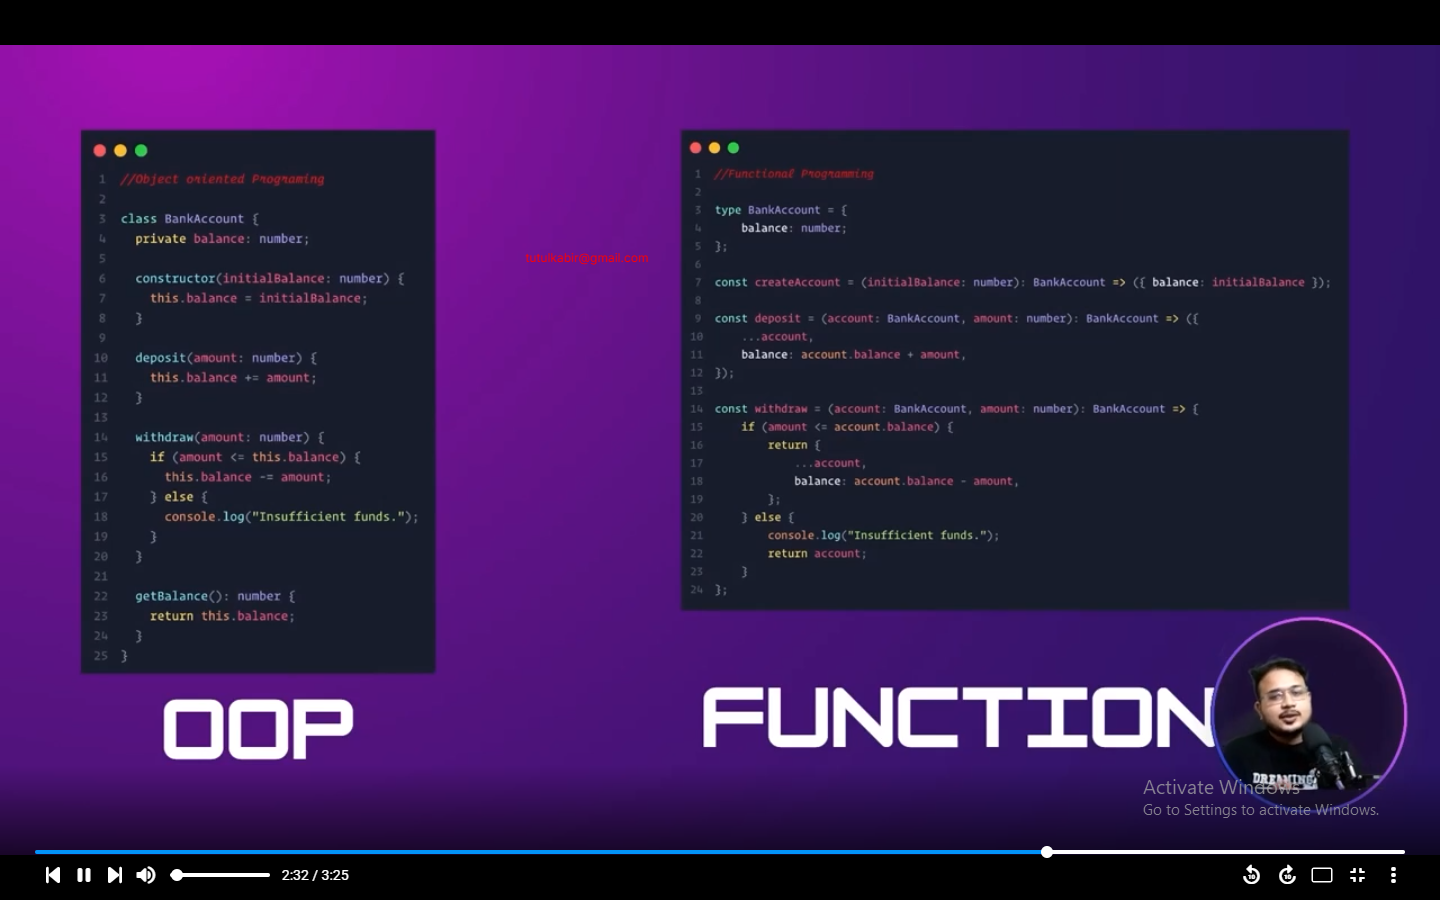 1 //Object oriented Programing
2
3 class BankAccount {
4 private balance: number;
5
6 constructor(initialBalance: number) {
7 this.balance = initialBalance;
8 }
9
10 deposit(amount: number) {
11 this.balance += amount;
12 }
13
14 withdraw(amount: number) {
15 if (amount <= this.balance) {
16 this.balance -= amount;
17 } else {
18 console.log("Insufficient funds.");
19 }
20 }
21
22 getBalance(): number {
23 return this.balance;
24 }
25 }
OOP
tutulkabir@gmail.com
1 //Functional Programming
2
3 type BankAccount = {
4 balance: number;
5 };
6
7 const createAccount = (initialBalance: number): BankAccount => ({ balance: initialBalance });
8
9 const deposit = (account: BankAccount, amount: number): BankAccount => ({
10 ...account,
11 balance: account.balance + amount,
12 });
13
14 const withdraw = (account: BankAccount, amount: number): BankAccount => {
15 if (amount <= account.balance) {
16 return {
17 ...account,
18 balance: account.balance - amount,
19 };
20 } else {
21 console.log("Insufficient funds.");
22 return account;
23 }
24 };
FUNCTION
DREAMING
Activate Windows
Go to Settings to activate Windows.
2:32 / 3:25
10
10